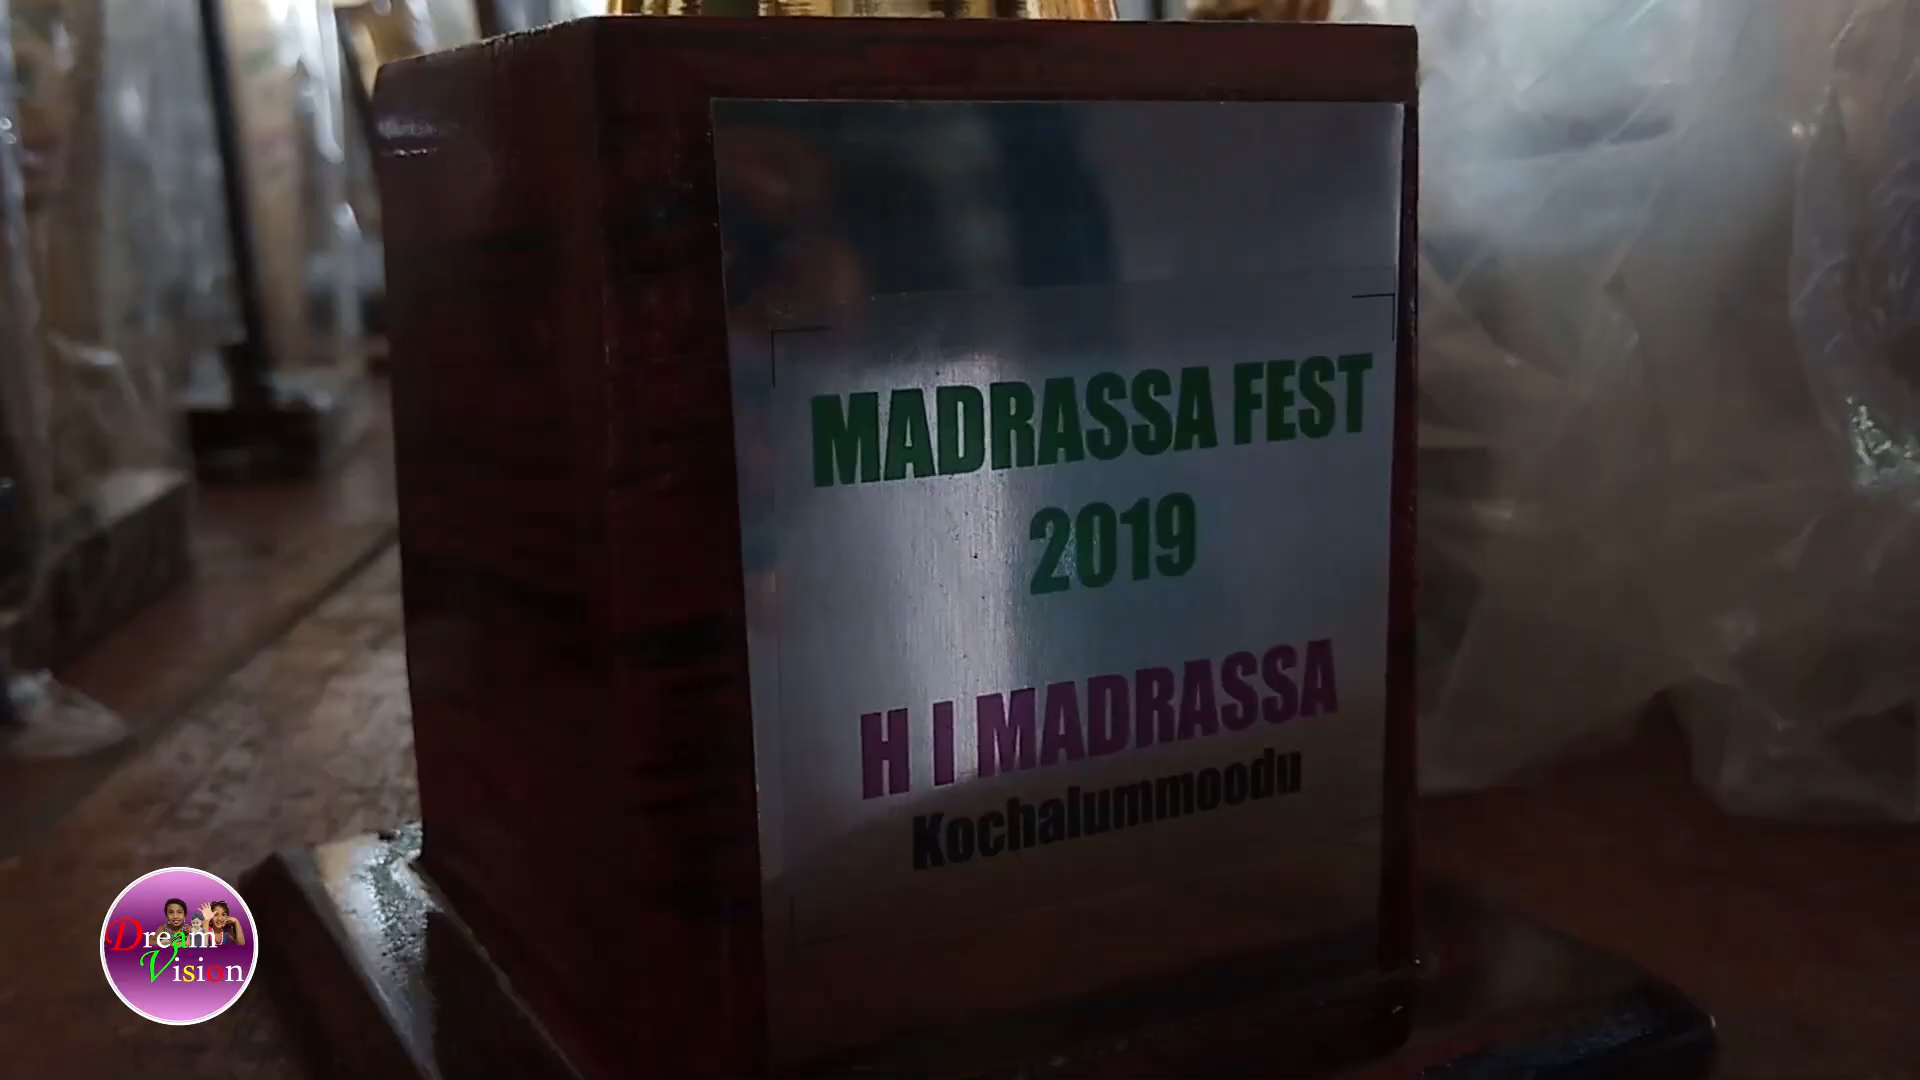 MADRASSA FEST
2019
H I MADRASSA
Kochalummoodu
Dream
Vision